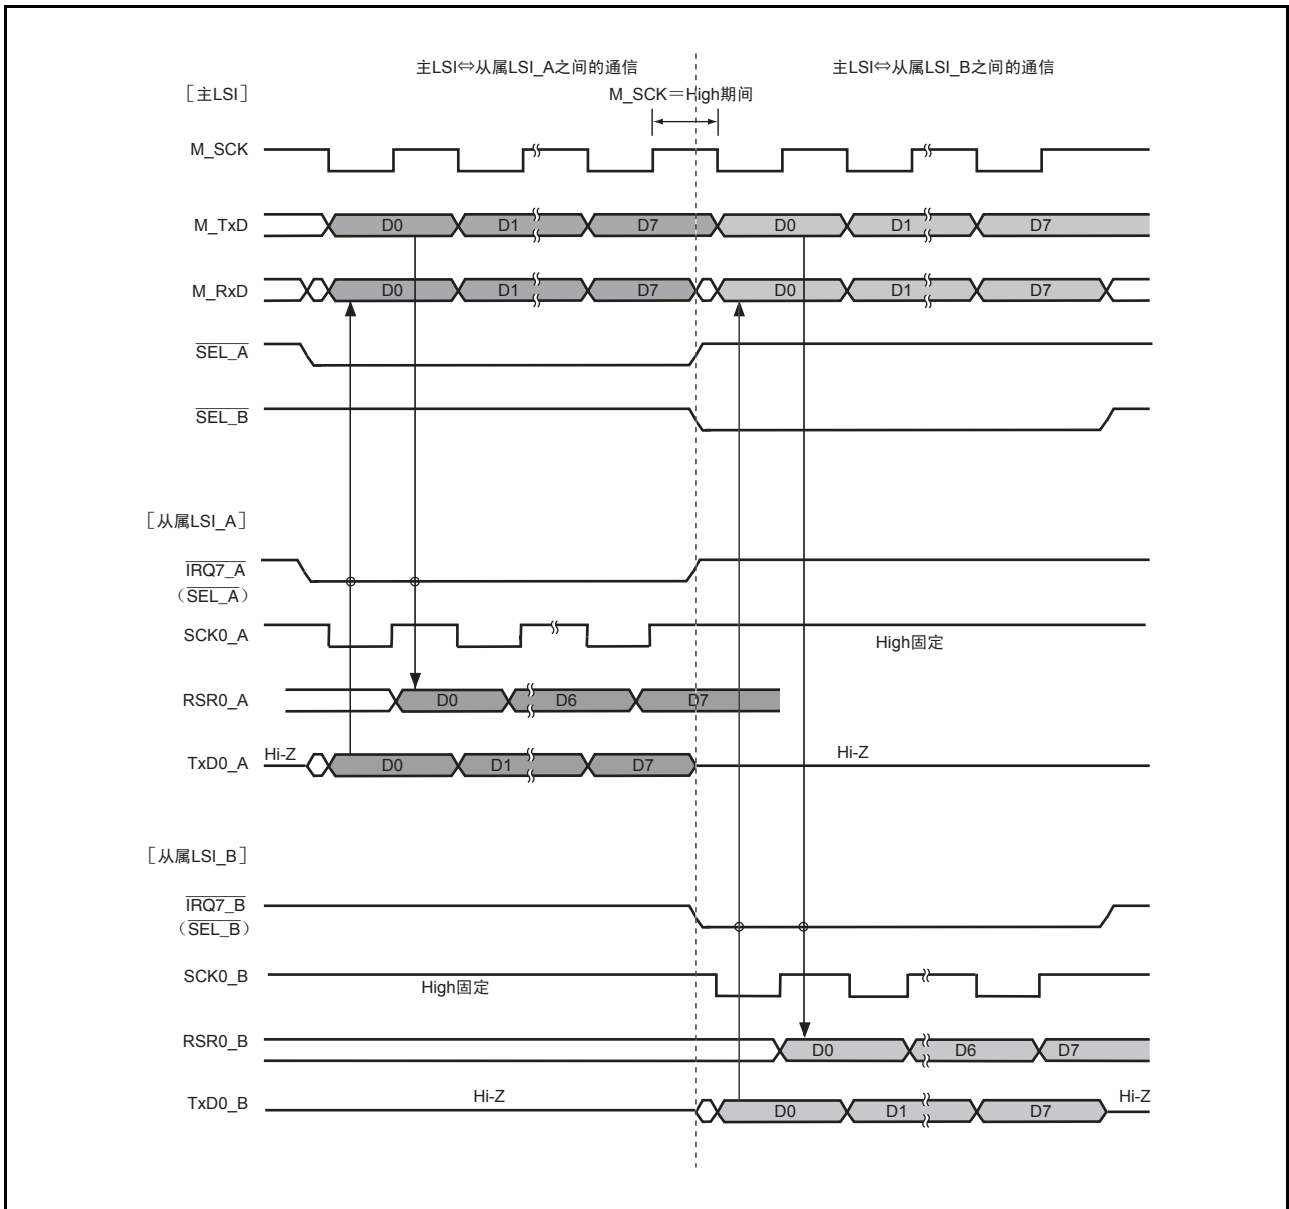 主LSI⇔从属LSI_A之间的通信 主LSI⇔从属LSI_B之间的通信
［主LSI］ M_SCK＝High期间
M_SCK
M_TxD D0 D1 D7 D0 D1 D7
M_RxD D0 D1 D7 D0 D1 D7
SEL_A
SEL_B
［从属LSI_A］
IRQ7_A
（SEL_A）
SCK0_A
High固定
RSR0_A D0 D6 D7
Hi-Z Hi-Z
TxD0_A D0 D1 D7
［从属LSI_B］
IRQ7_B
（SEL_B）
SCK0_B
High固定
RSR0_B D0 D6 D7
Hi-Z Hi-Z
TxD0_B D0 D1 D7